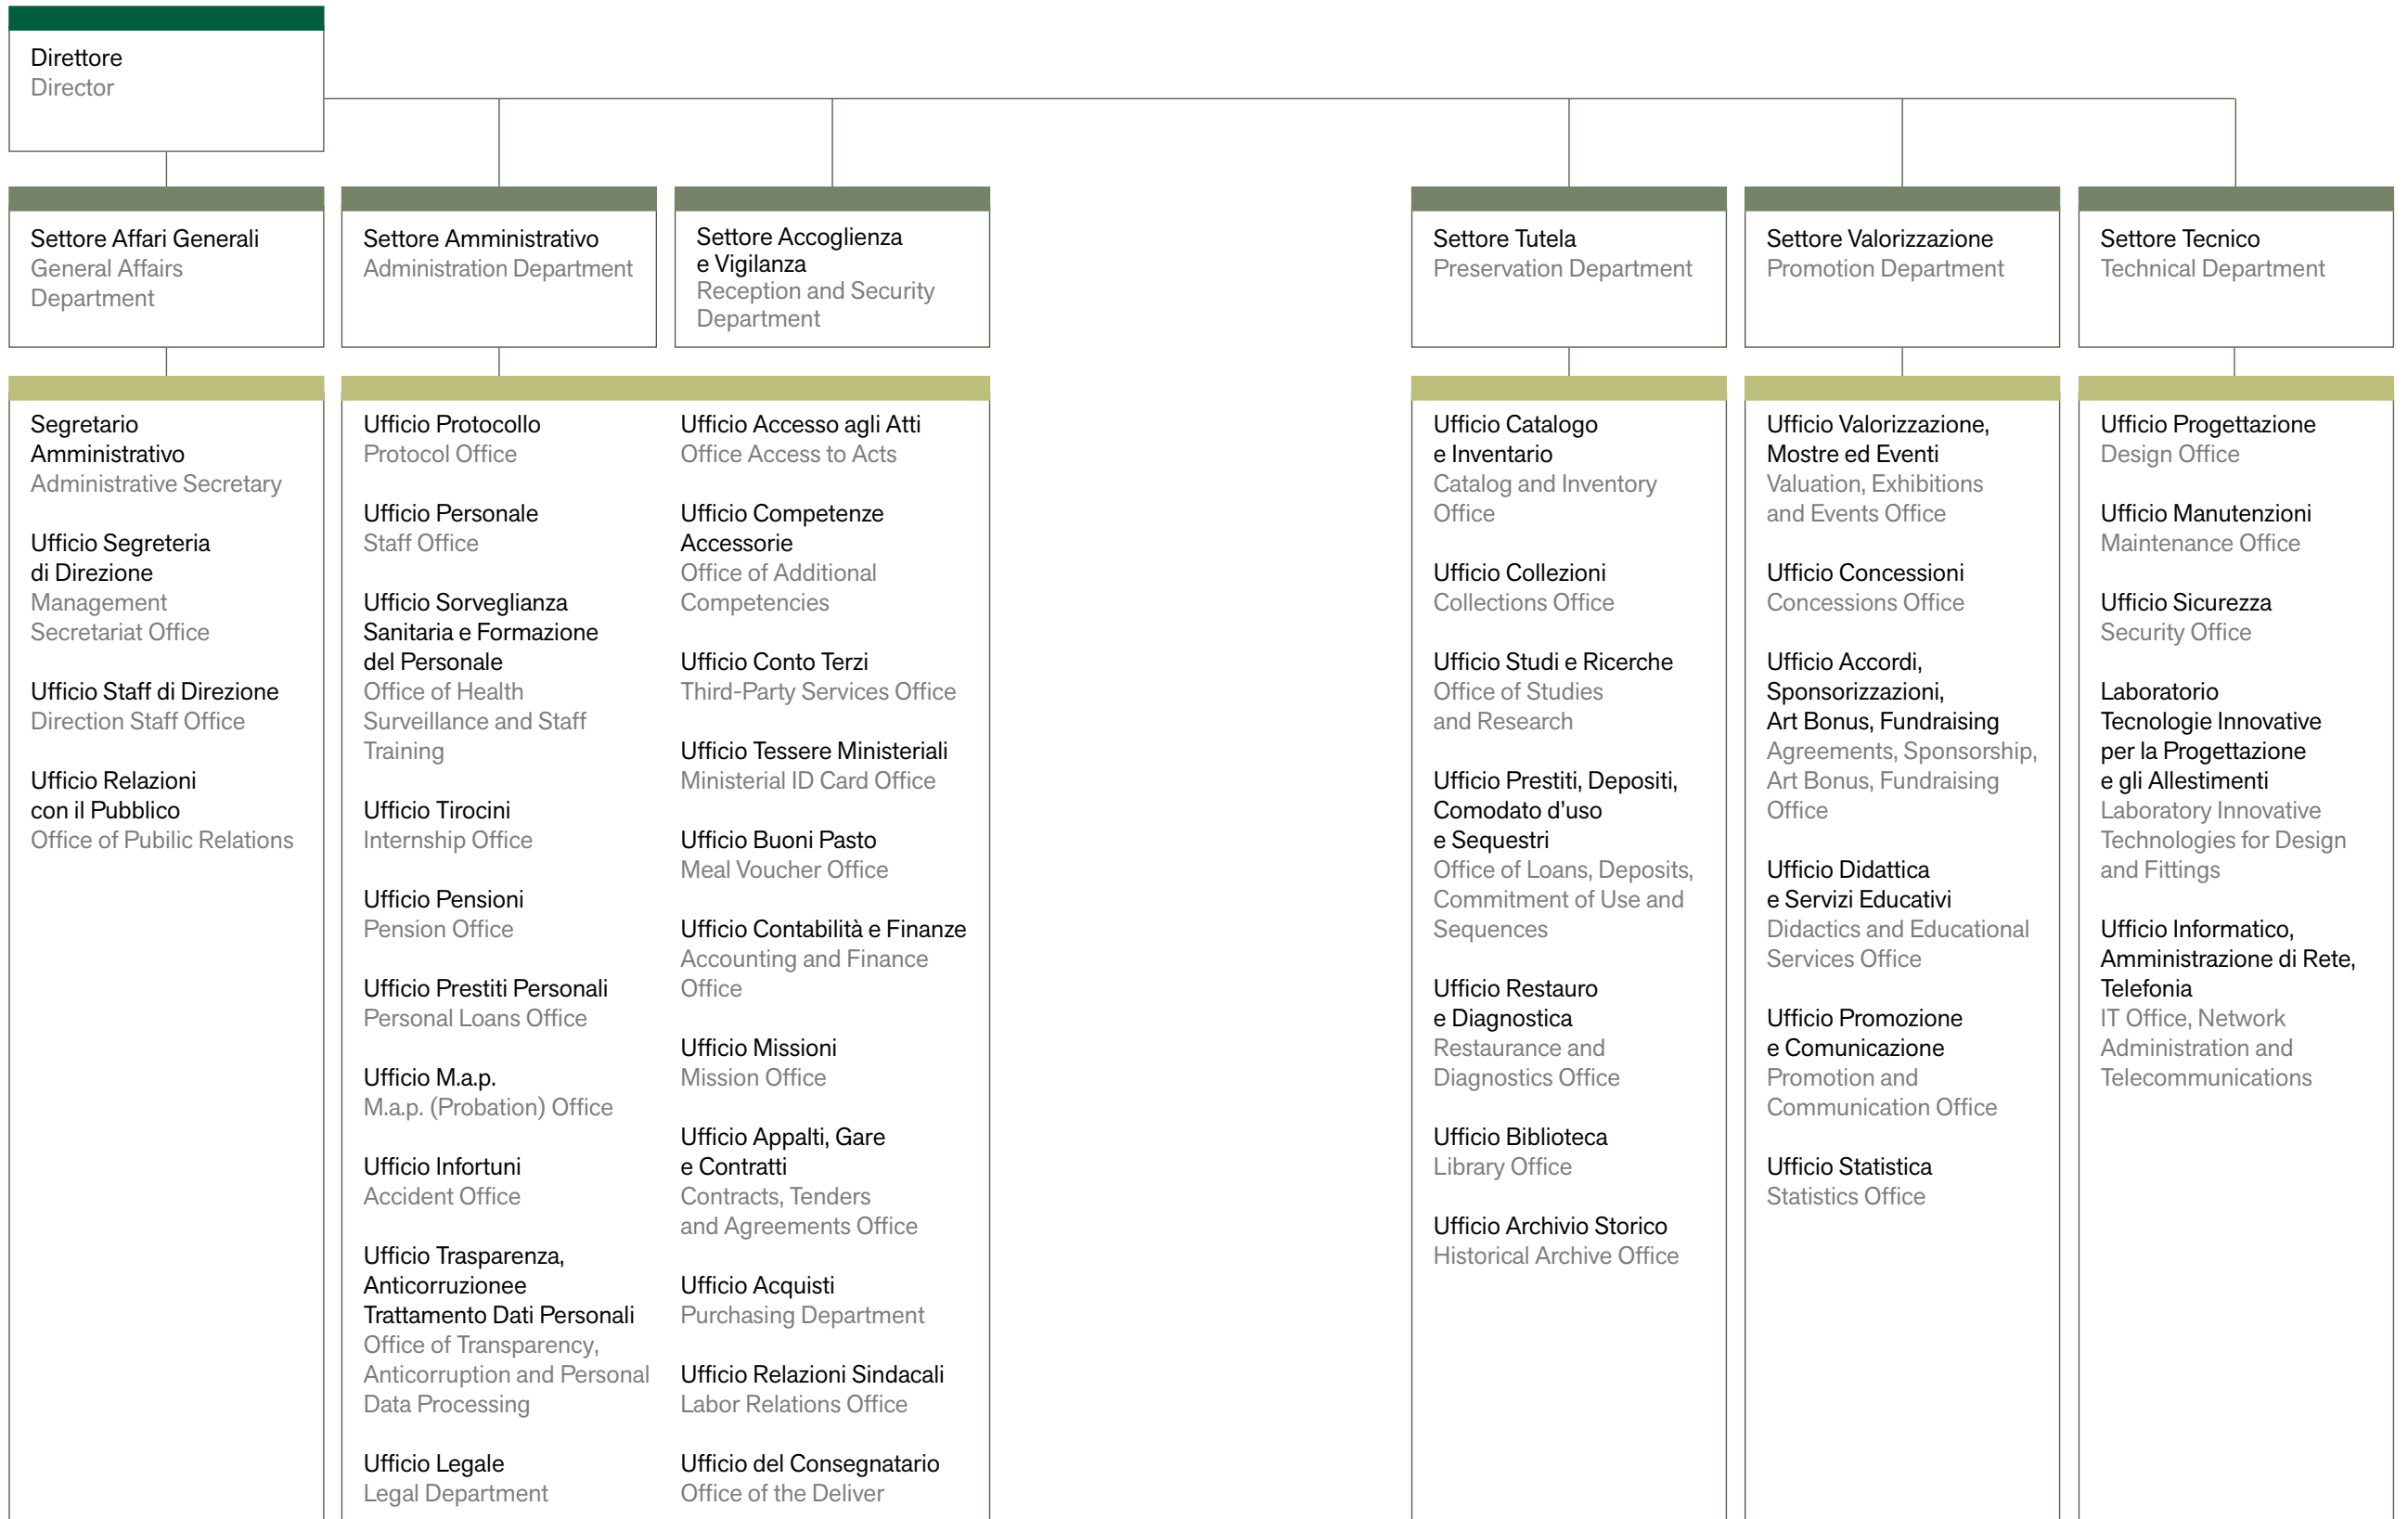 Direttore
Director
Settore Affari Generali
General Affairs
Department
Settore Amministrativo
Administration Department
Settore Accoglienza
e Vigilanza
Reception and Security
Department
Settore Tutela
Preservation Department
Settore Valorizzazione
Promotion Department
Settore Tecnico
Technical Department
Segretario
Amministrativo
Administrative Secretary
Ufficio Segreteria
di Direzione
Management
Secretariat Office
Ufficio Staff di Direzione
Direction Staff Office
Ufficio Relazioni
con il Pubblico
Office of Public Relations
Ufficio Protocollo
Protocol Office
Ufficio Personale
Staff Office
Ufficio Sorveglianza
Sanitaria e Formazione
del Personale
Office of Health
Surveillance and Staff
Training
Ufficio Tirocini
Internship Office
Ufficio Pensioni
Pension Office
Ufficio Prestiti Personali
Personal Loans Office
Ufficio M.a.p.
M.a.p. (Probation) Office
Ufficio Infortuni
Accident Office
Ufficio Trasparenza,
Anticorruzionee
Trattamento Dati Personali
Office of Transparency,
Anticorruption and Personal
Data Processing
Ufficio Legale
Legal Department
Ufficio Accesso agli Atti
Office Access to Acts
Ufficio Competenze
Accessorie
Office of Additional
Competencies
Ufficio Conto Terzi
Third-Party Services Office
Ufficio Tessere Ministeriali
Ministerial ID Card Office
Ufficio Buoni Pasto
Meal Voucher Office
Ufficio Contabilità e Finanze
Accounting and Finance
Office
Ufficio Missioni
Mission Office
Ufficio Appalti, Gare
e Contratti
Contracts, Tenders
and Agreements Office
Ufficio Acquisti
Purchasing Department
Ufficio Relazioni Sindacali
Labor Relations Office
Ufficio del Consegnatario
Office of the Deliver
Ufficio Catalogo
e Inventario
Catalog and Inventory
Office
Ufficio Collezioni
Collections Office
Ufficio Studi e Ricerche
Office of Studies
and Research
Ufficio Prestiti, Depositi,
Comodato d’uso
e Sequestri
Office of Loans, Deposits,
Commitment of Use and
Sequences
Ufficio Restauro
e Diagnostica
Restaurance and
Diagnostics Office
Ufficio Biblioteca
Library Office
Ufficio Archivio Storico
Historical Archive Office
Ufficio Valorizzazione,
Mostre ed Eventi
Valuation, Exhibitions
and Events Office
Ufficio Concessioni
Concessions Office
Ufficio Accordi,
Sponsorizzazioni,
Art Bonus, Fundraising
Agreements, Sponsorship,
Art Bonus, Fundraising
Office
Ufficio Didattica
e Servizi Educativi
Didactics and Educational
Services Office
Ufficio Promozione
e Comunicazione
Promotion and
Communication Office
Ufficio Statistica
Statistics Office
Ufficio Progettazione
Design Office
Ufficio Manutenzioni
Maintenance Office
Ufficio Sicurezza
Security Office
Laboratorio
Tecnologie Innovative
per la Progettazione
e gli Allestimenti
Laboratory Innovative
Technologies for Design
and Fittings
Ufficio Informatico,
Amministrazione di Rete,
Telefonia
IT Office, Network
Administration and
Telecommunications